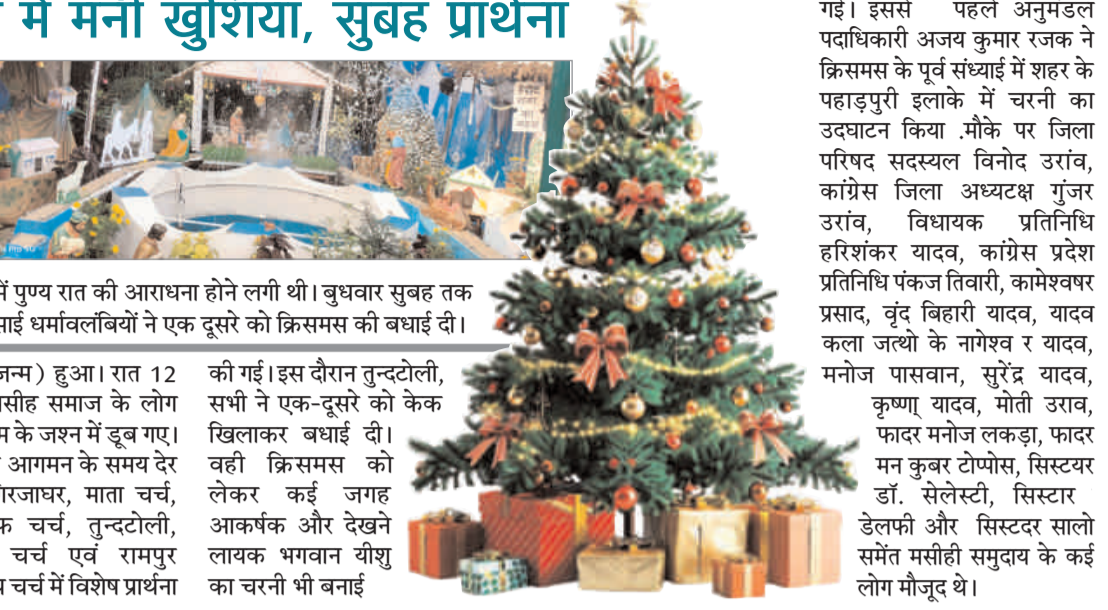 में मनी खुशियां, सुबह प्रार्थना
में पुण्य रात की आराधना होने लगी थी। बुधवार सुबह तक
धर्मावलंबियों ने एक दूसरे को क्रिसमस की बधाई दी।
जन्म) हुआ। रात 12
समाज के लोग
के जश्न में डूब गए।
आगमन के समय देर
माता चर्च,
चर्च, तुन्दटोली,
चर्च एवं रामपुर
चर्च में विशेष प्रार्थना
की गई। इस दौरान तुन्दटोली,
सभी ने एक-दूसरे को केक
खिलाकर बधाई दी।
वही क्रिसमस को
लेकर कई जगह
आकर्षक और देखने
लायक भगवान यीशु
का चरनी भी बनाई
गई। इससे पहले अनुमंडल
पदाधिकारी अजय कुमार रजक ने
क्रिसमस के पूर्व संध्याई में शहर के
पहाड़पुरी इलाके में चरनी का
उदघाटन किया .मौके पर जिला
परिषद सदस्यल विनोद उरांव,
कांग्रेस जिला अध्यटक्ष गुंजर
उरांव, विधायक प्रतिनिधि
हरिशंकर यादव, कांग्रेस प्रदेश
प्रतिनिधि पंकज तिवारी, कामेश्वषर
प्रसाद, वृंद बिहारी यादव, यादव
कला जत्थो के नागेश्व र यादव,
मनोज पासवान, सुरेंद्र यादव,
कृष्णा् यादव, मोती उराव,
फादर मनोज लकड़ा, फादर
मन कुबर टोप्पोस, सिस्टयर
डॉ. सेलेस्टी, सिस्टार
डेलफी और सिस्टदर सालो
समेंत मसीही समुदाय के कई
लोग मौजूद थे।